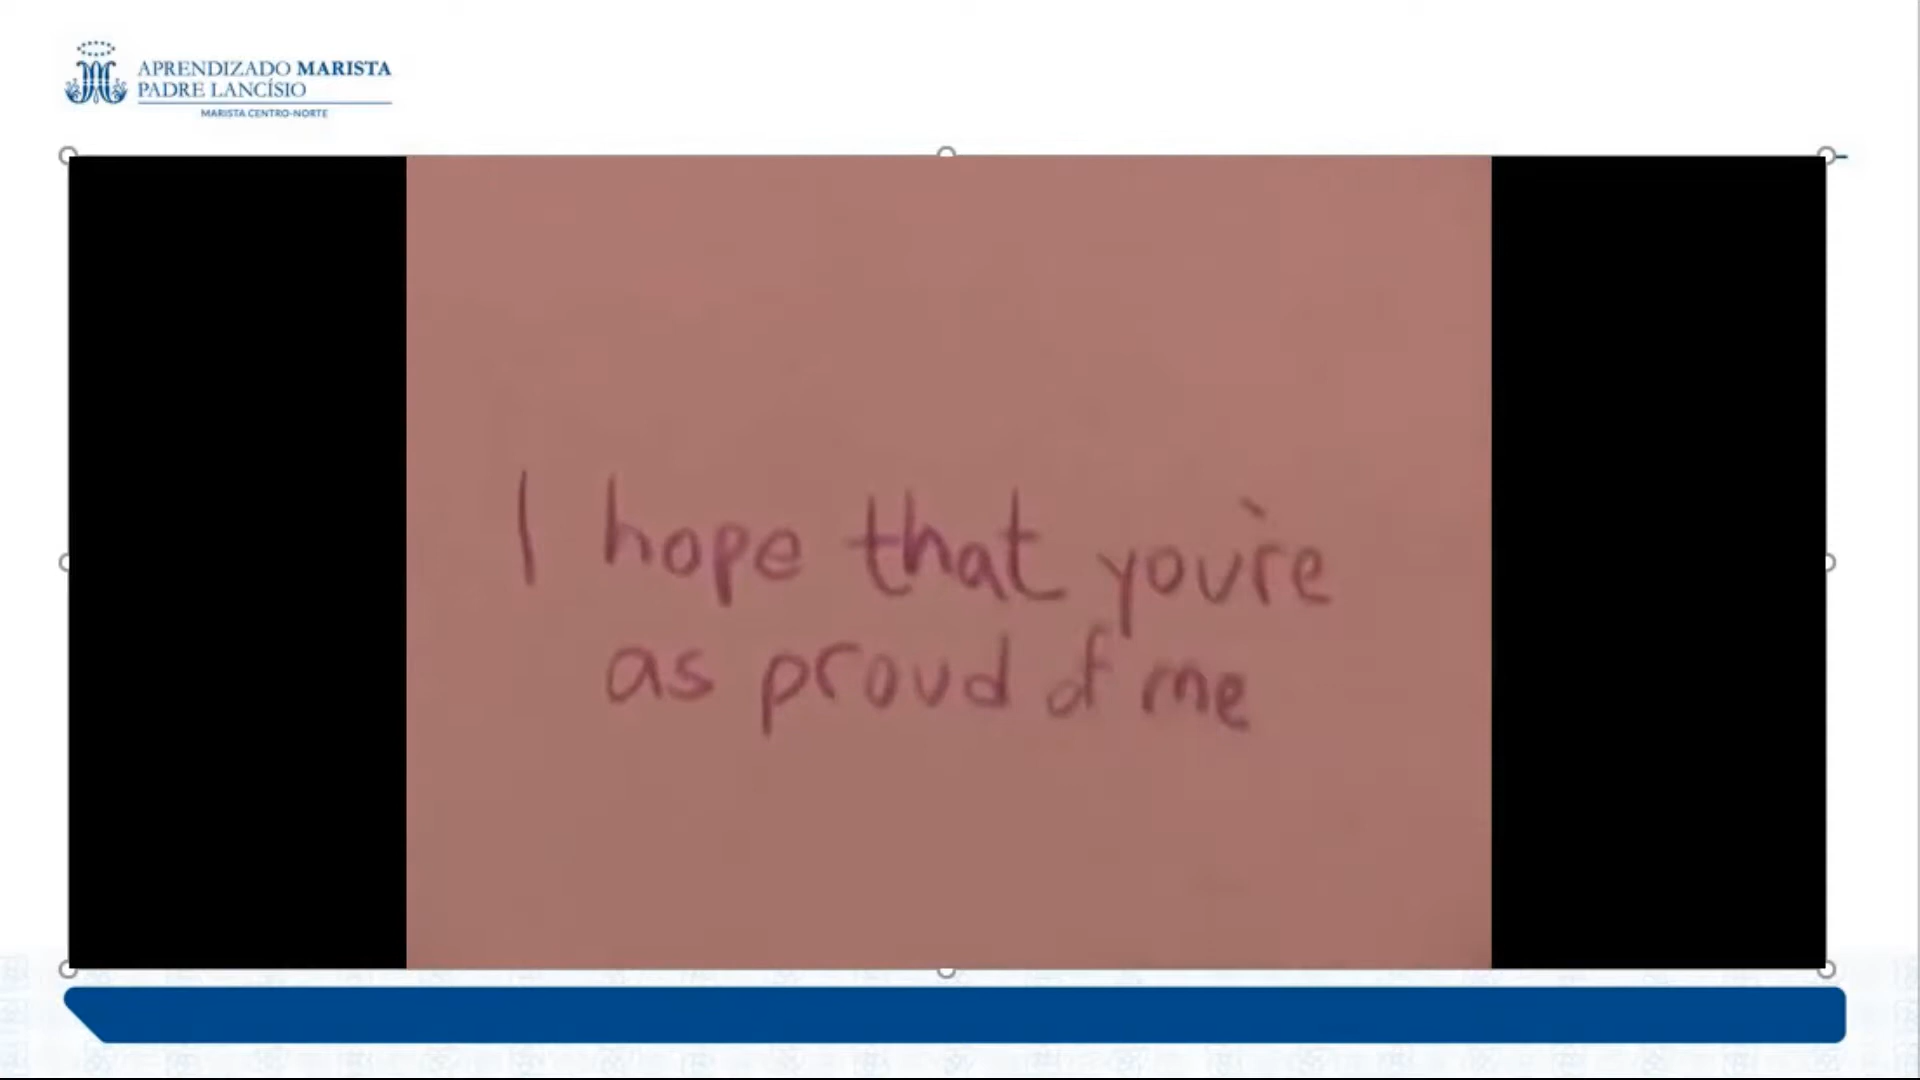 APRENDIZADO MARISTA
PADRE LANCÍSIO
MARISTA CENTRO-NORTE
I hope that you're
as proud of me